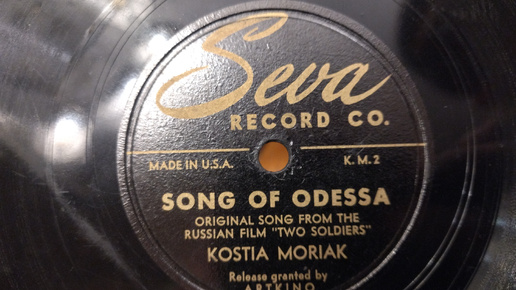 Seva
RECORD CO.
MADE IN U.S.A. K.M.2
SONG OF ODESSA
ORIGINAL SONG FROM THE
RUSSIAN FILM "TWO SOLDIERS"
KOSTIA MORIAK
Release granted by
ARTKINO